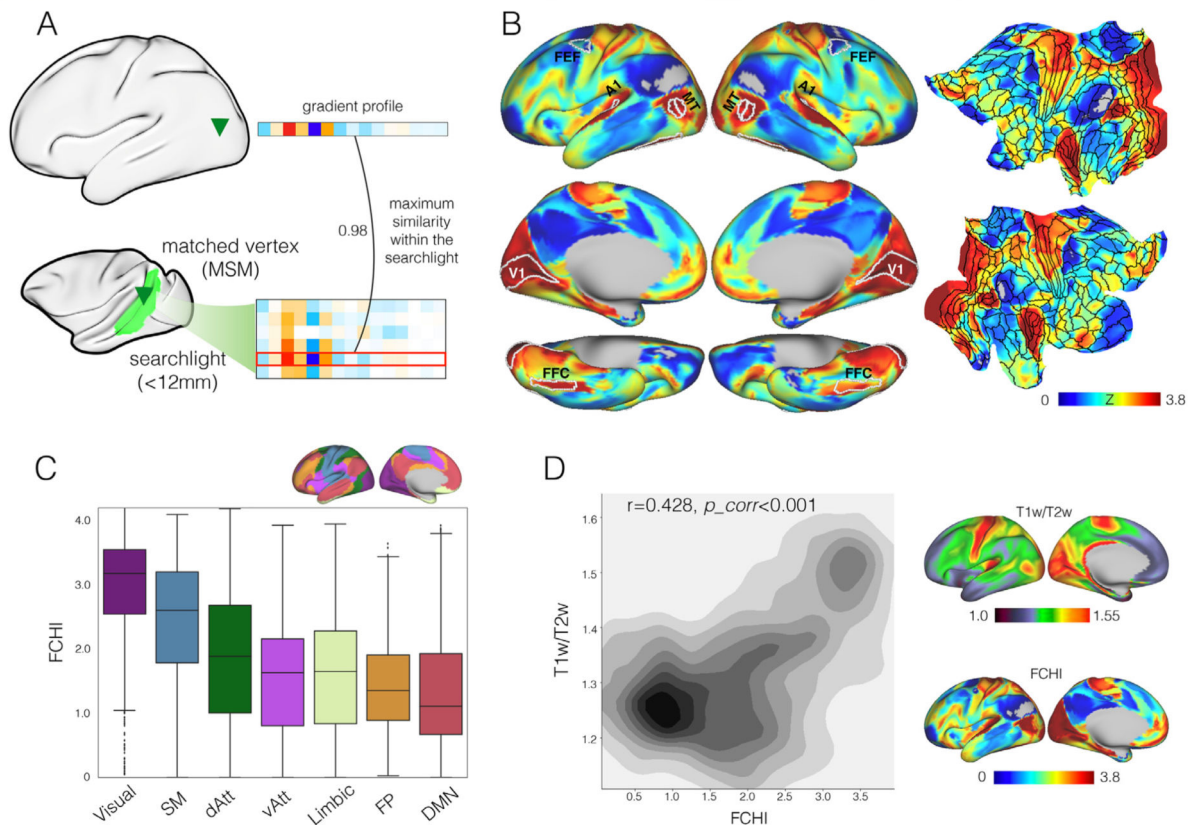 A
gradient profile
0.98
maximum
similarity
within the
searchlight
matched vertex
(MSM)
searchlight
(<12mm)
B
FEF
A1
MT
FEF
A1
MT
V1
V1
FFC
FFC
0 Z 3.8
C
FCHI
4.0
3.0
2.0
1.0
0
Visual
SM
dAtt
vAtt
Limbic
FP
DMN
D
r=0.428, p_corr<0.001
T1w/T2w
1.6
1.5
1.4
1.3
1.2
0.5 1.0 1.5 2.0 2.5 3.0 3.5
FCHI
T1w/T2w
1.0 1.55
FCHI
0 3.8